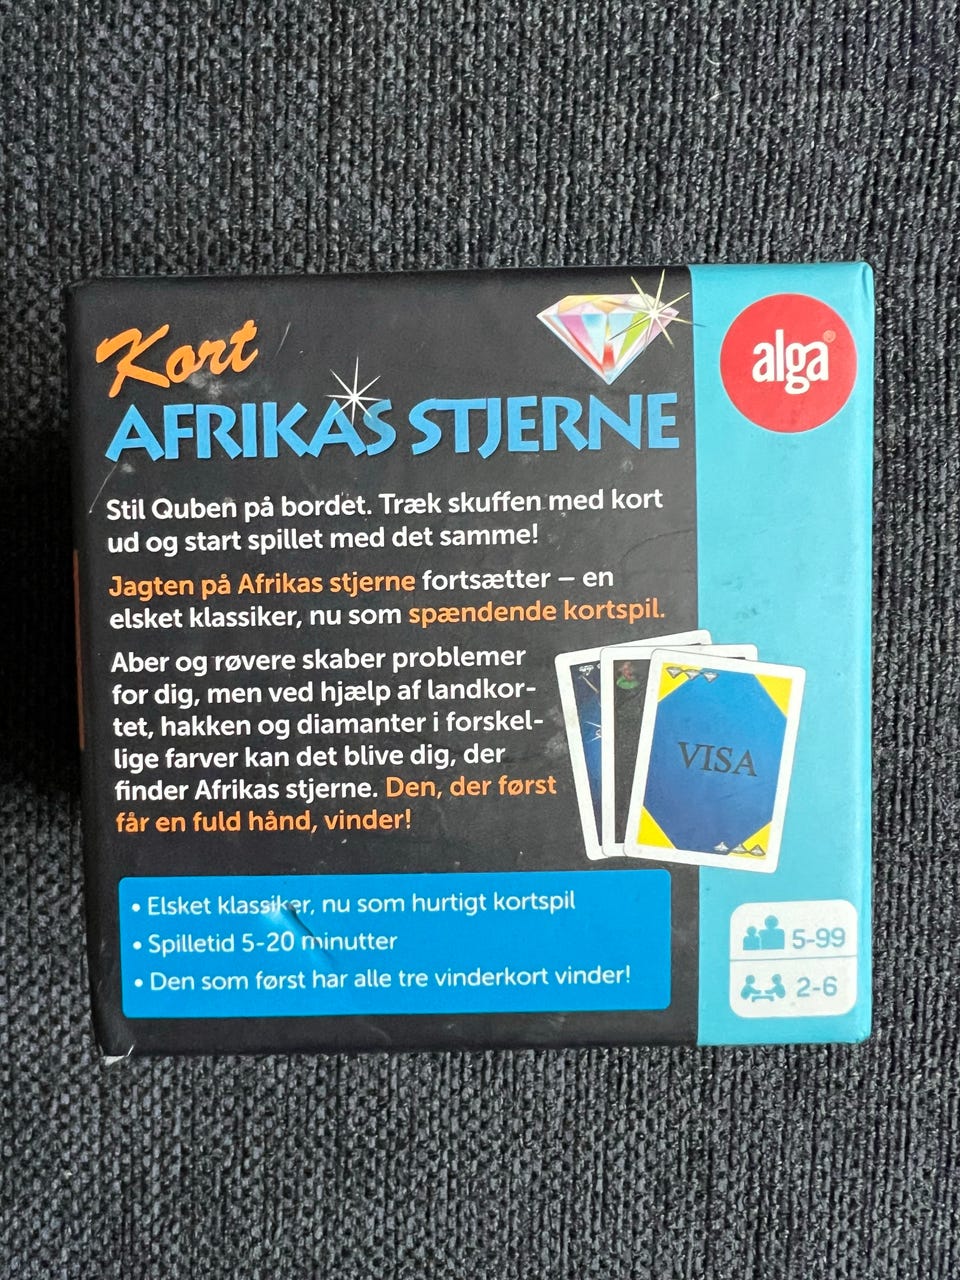 Kort
AFRIKAS STJERNE
alga
Stil Quben på bordet. Træk skuffen med kort
ud og start spillet med det samme!
Jagten på Afrikas stjerne fortsætter – en
elsket klassiker, nu som spændende kortspil.
Aber og røvere skaber problemer
for dig, men ved hjælp af landkor-
tet, hakken og diamanter i forskel-
lige farver kan det blive dig, der
finder Afrikas stjerne. Den, der først
får en fuld hånd, vinder!
VISA
• Elsket klassiker, nu som hurtigt kortspil
• Spilletid 5-20 minutter
• Den som først har alle tre vinderkort vinder!
5-99
2-6